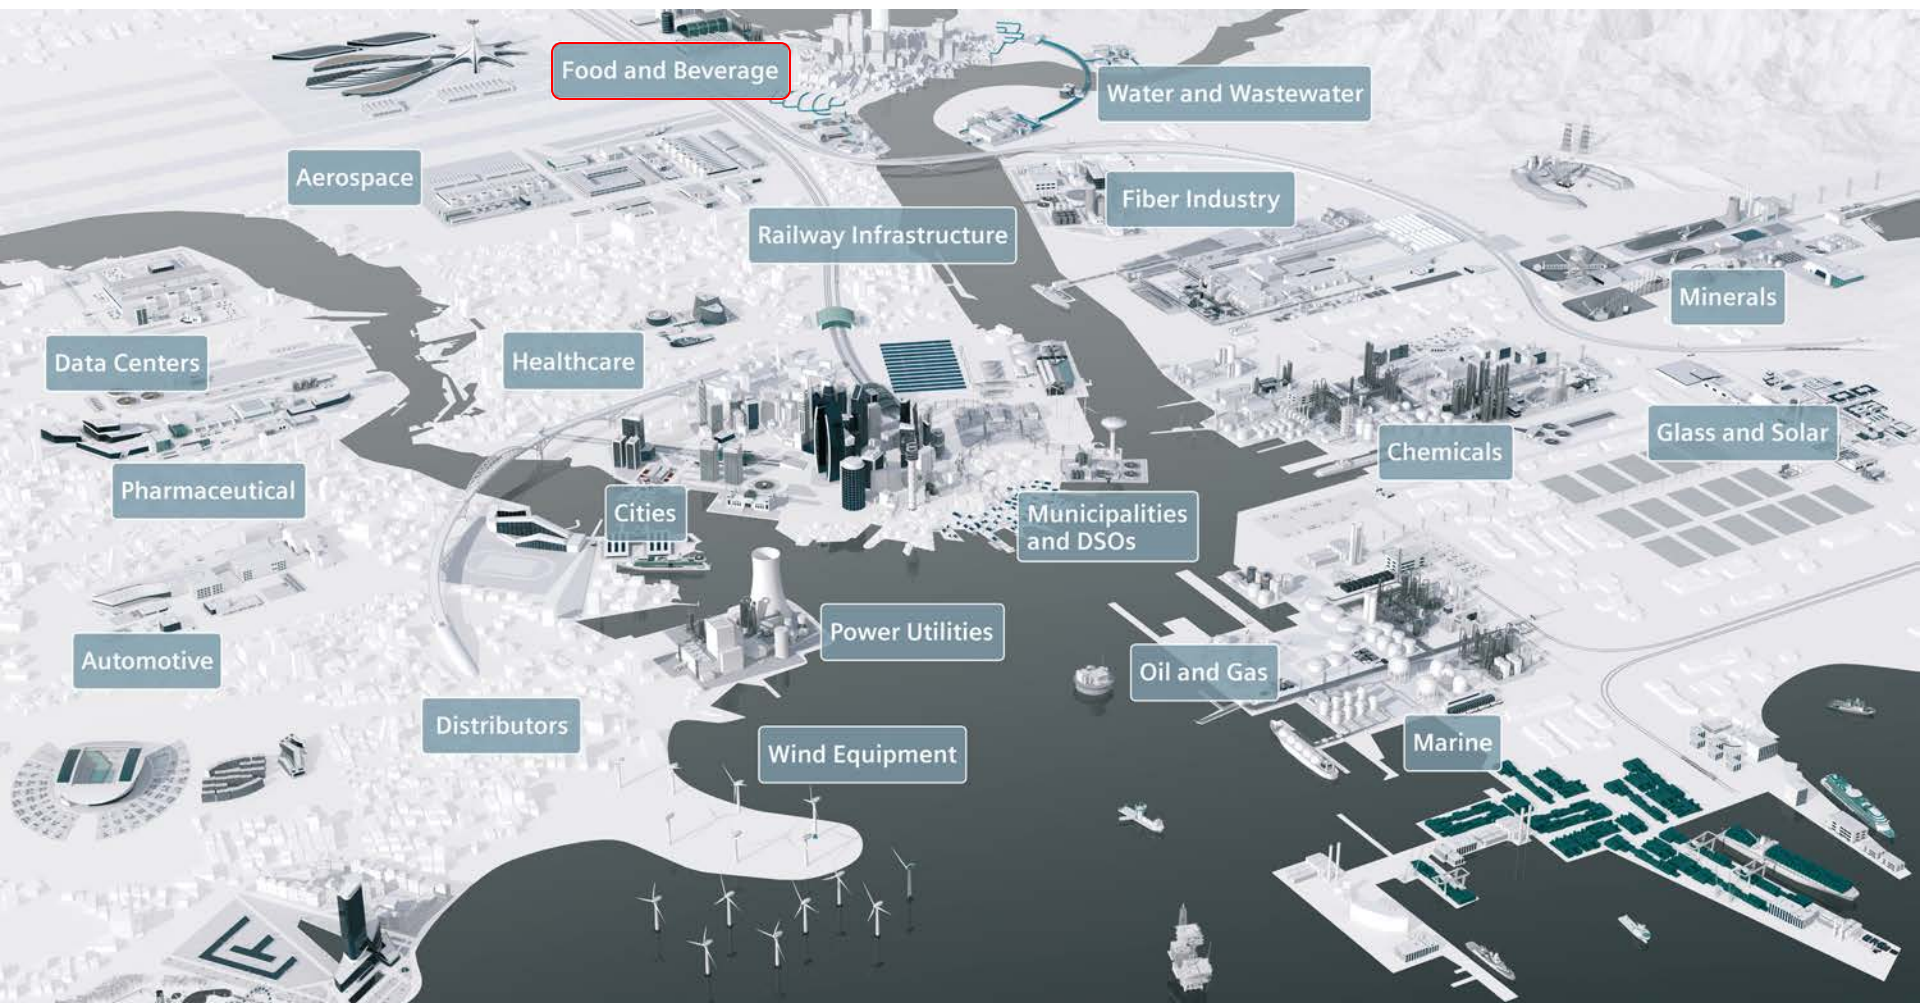 Food and Beverage
Water and Wastewater
Aerospace
Fiber Industry
Railway Infrastructure
Minerals
Data Centers
Healthcare
Glass and Solar
Chemicals
Pharmaceutical
Cities
Municipalities
and DSOs
Power Utilities
Automotive
Oil and Gas
Distributors
Marine
Wind Equipment